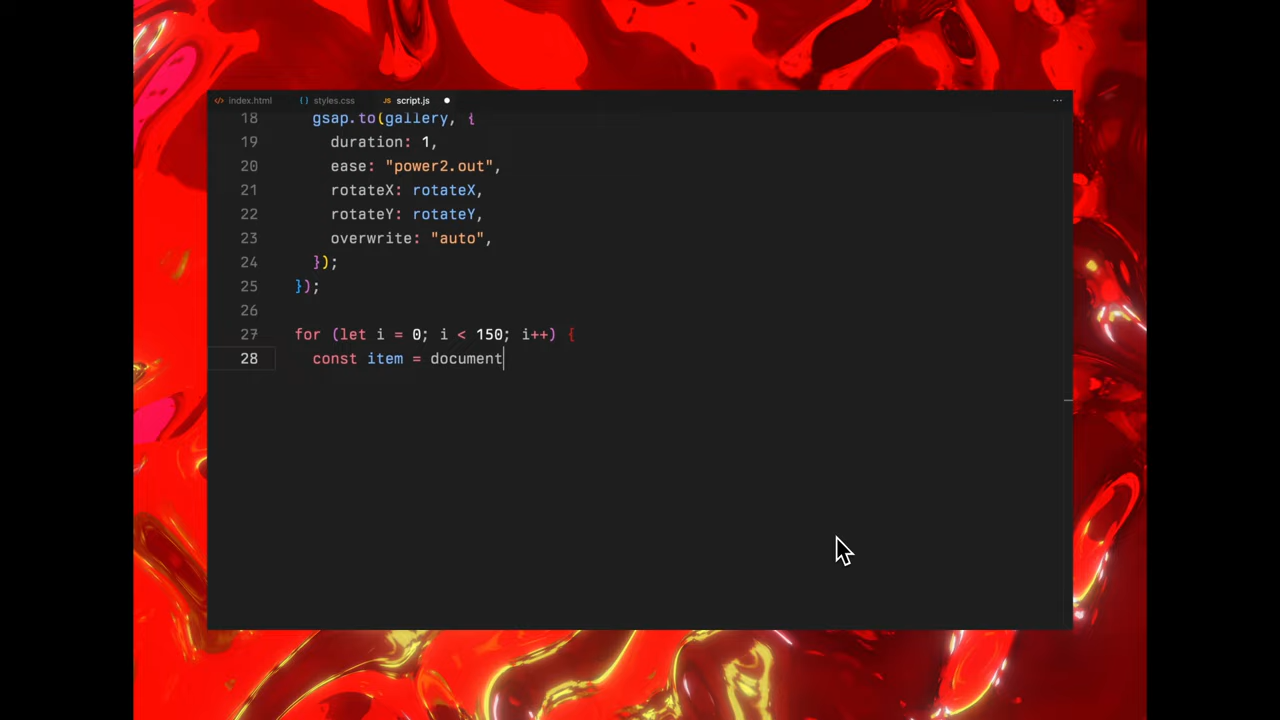 index.html styles.css JS script.js
18 gsap.to(gallery, {
19 duration: 1,
20 ease: "power2.out",
21 rotateX: rotateX,
22 rotateY: rotateY,
23 overwrite: "auto",
24 });
25 });
26
27 for (let i = 0; i < 150; i++) {
28 const item = document